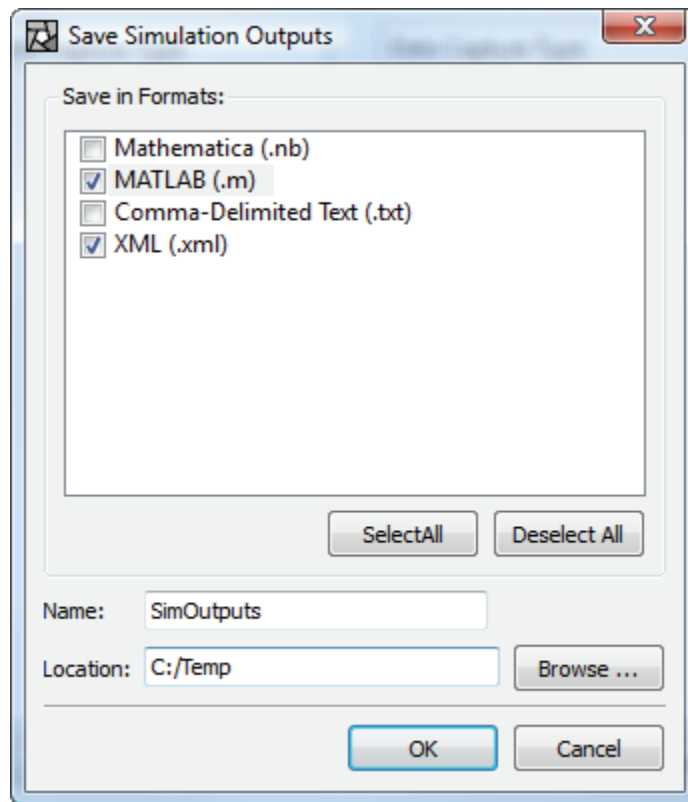 Save Simulation Outputs
Save in Formats:
Mathematica (.nb)
MATLAB (.m)
Comma-Delimited Text (.txt)
XML (.xml)
SelectAll Deselect All
Name: SimOutputs
Location: C:/Temp Browse ...
OK Cancel